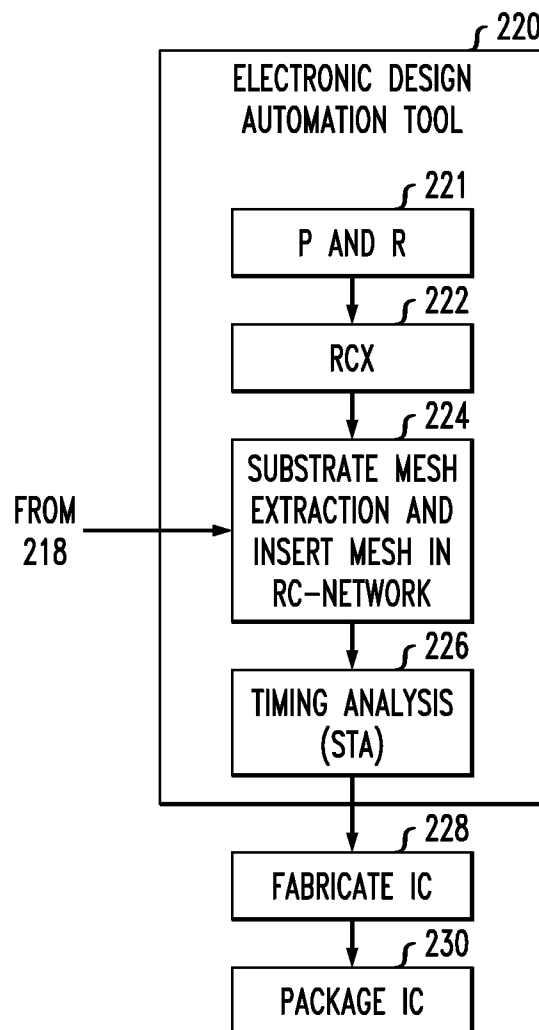 220
ELECTRONIC DESIGN
AUTOMATION TOOL
221
P AND R
222
RCX
224
SUBSTRATE MESH
EXTRACTION AND
INSERT MESH IN
RC-NETWORK
FROM
218
226
TIMING ANALYSIS
(STA)
228
FABRICATE IC
230
PACKAGE IC